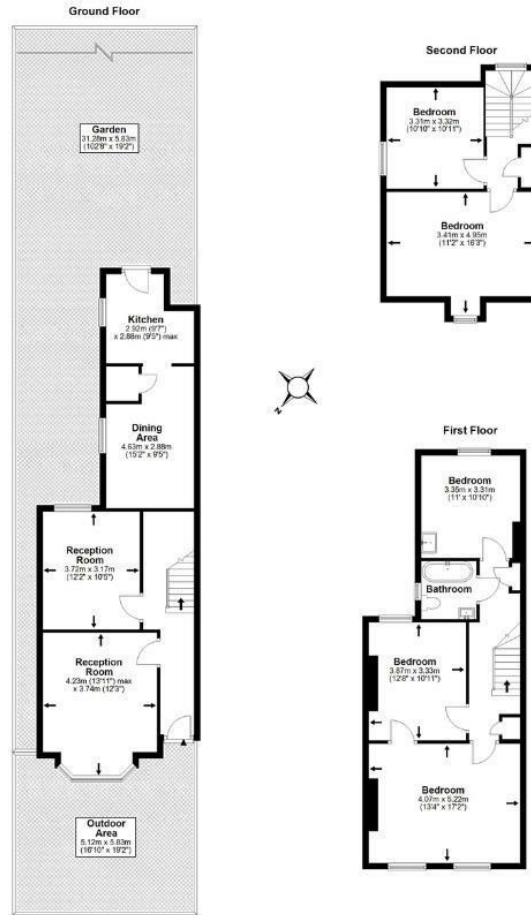 Ground Floor
Garden
31.28m x 5.83m
(102'8" x 19'2")
Kitchen
2.92m (9'7")
x 2.88m (9'5") max
Dining
Area
4.63m x 2.88m
(15'2" x 9'5")
Reception
Room
3.72m x 3.17m
(12'2" x 10'5")
Reception
Room
4.23m (13'11") max
x 3.74m (12'3")
Outdoor
Area
5.12m x 5.83m
(16'10" x 19'2")
Second Floor
Bedroom
3.31m x 3.32m
(10'10" x 10'11")
Bedroom
3.41m x 4.95m
(11'2" x 16'3")
N
First Floor
Bedroom
3.35m x 3.31m
(11' x 10'10")
Bathroom
Bedroom
3.87m x 3.33m
(12'8" x 10'11")
Bedroom
4.07m x 5.22m
(13'4" x 17'2")